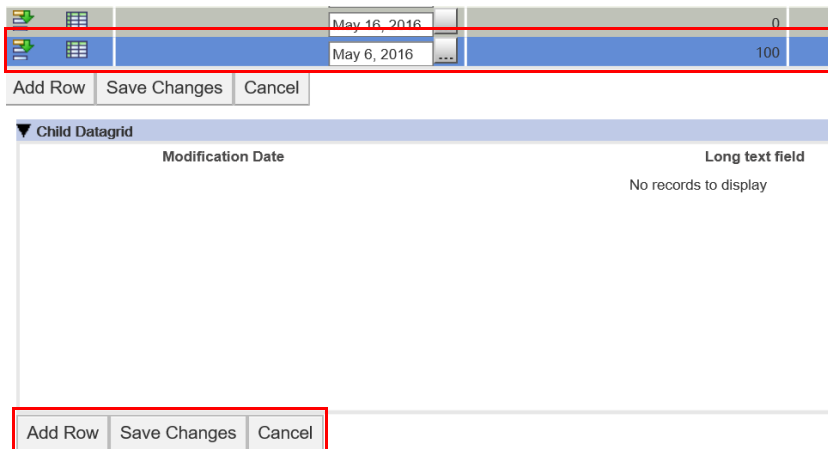 May 16, 2016 0
May 6, 2016 ... 100
Add Row Save Changes Cancel
Child Datagrid
Modification Date Long text field
No records to display
Add Row Save Changes Cancel